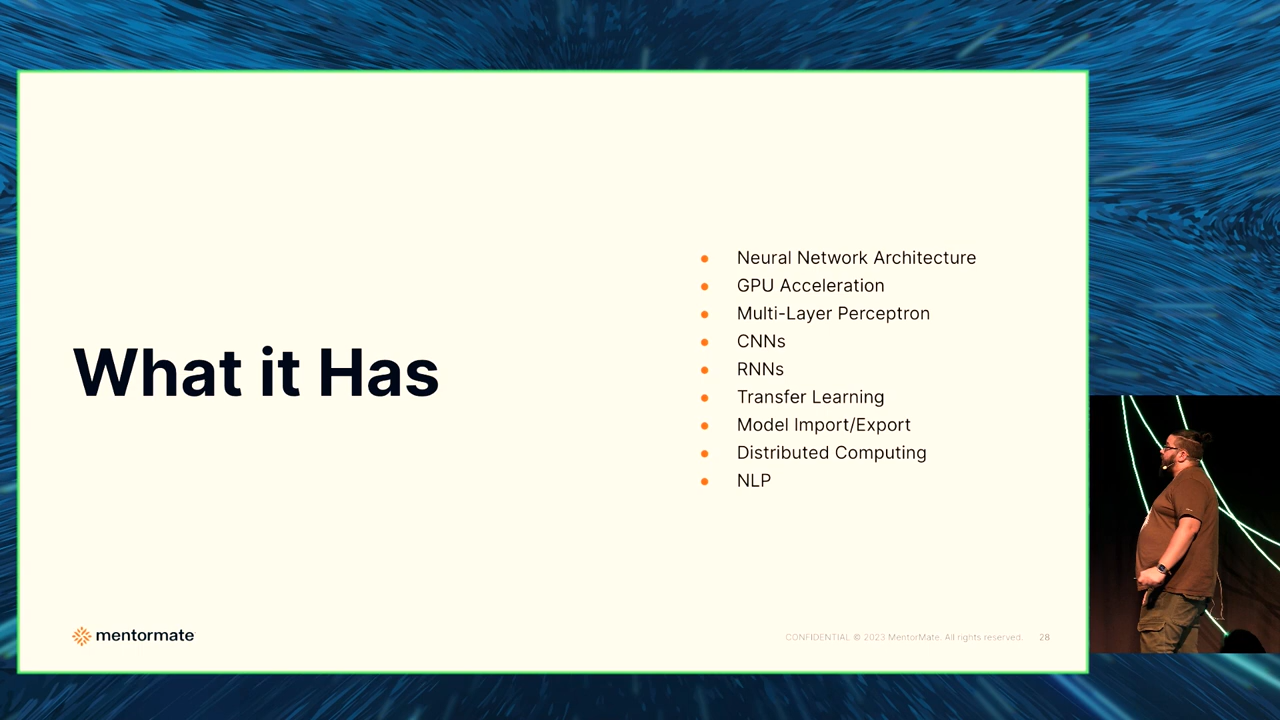 What it Has
Neural Network Architecture
GPU Acceleration
Multi-Layer Perceptron
CNNs
RNNs
Transfer Learning
Model Import/Export
Distributed Computing
NLP
mentormate
CONFIDENTIAL © 2023 MentorMate. All rights reserved.
28